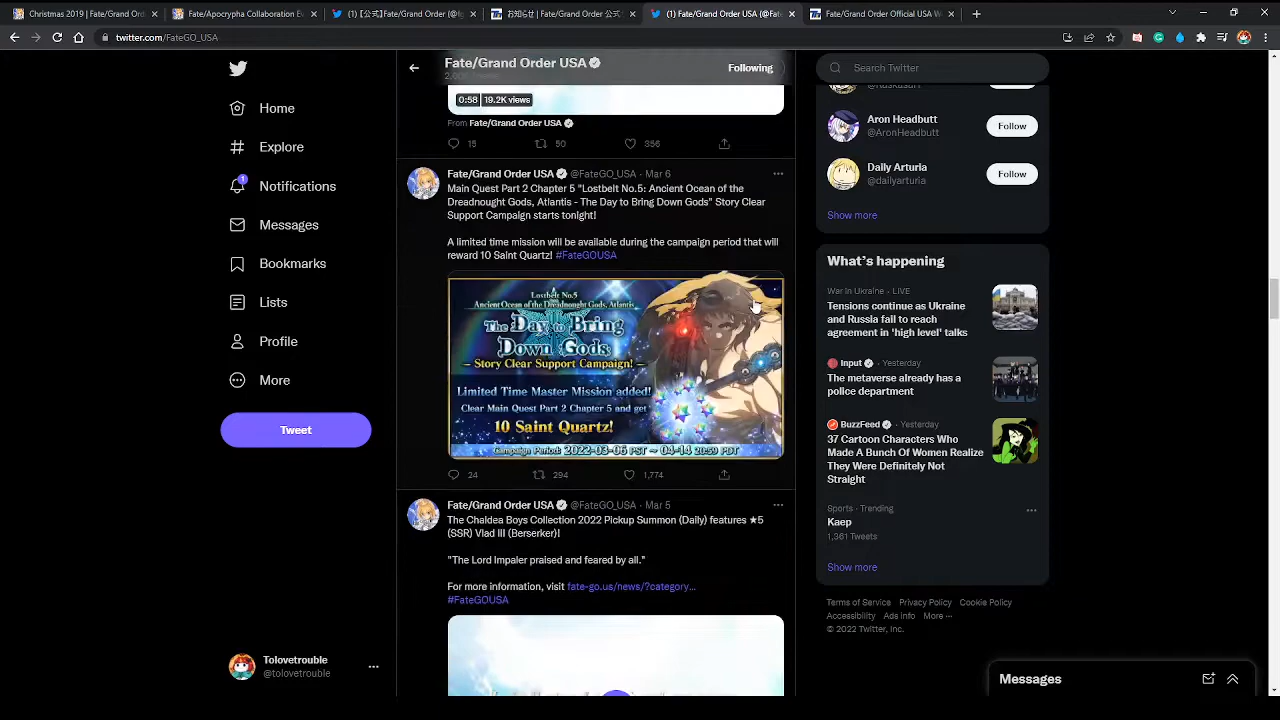 Christmas 2019 | Fate/Grand Ord
Fate/Apocrypha Collaboration Ev
(1) 【公式】Fate/Grand Order (@fg
お知らせ | Fate/Grand Order 公式
(1) Fate/Grand Order USA (@Fate
Fate/Grand Order Official USA W
twitter.com/FateGO_USA
Home
Explore
1
Notifications
Messages
Bookmarks
Lists
Profile
More
Tweet
Tolovetrouble
@tolovetrouble
Fate/Grand Order USA
Following
0:58 19.2K views
From Fate/Grand Order USA
15 50 356
Fate/Grand Order USA @FateGO_USA · Mar 6
Main Quest Part 2 Chapter 5 "Lostbelt No.5: Ancient Ocean of the
Dreadnought Gods, Atlantis - The Day to Bring Down Gods" Story Clear
Support Campaign starts tonight!
A limited time mission will be available during the campaign period that will
reward 10 Saint Quartz! #FateGOUSA
Lostbelt No.5
Ancient Ocean of the Dreadnought Gods, Atlantis
The Day to Bring
Down Gods
Story Clear Support Campaign!
Limited Time Master Mission added!
Clear Main Quest Part 2 Chapter 5 and get
10 Saint Quartz!
Campaign Period: 2022-03-06 PST ~ 04-14 20:59 PDT
24 294 1,774
Fate/Grand Order USA @FateGO_USA · Mar 5
The Chaldea Boys Collection 2022 Pickup Summon (Daily) features ★5
(SSR) Vlad III (Berserker)!
"The Lord Impaler praised and feared by all."
For more information, visit fate-go.us/news/?category...
#FateGOUSA
Search Twitter
Aron Headbutt
@AronHeadbutt
Follow
Daily Arturia
@dailyarturia
Follow
Show more
What's happening
War in Ukraine · LIVE
Tensions continue as Ukraine
and Russia fail to reach
agreement in 'high level' talks
Input · Yesterday
The metaverse already has a
police department
BuzzFeed · Yesterday
37 Cartoon Characters Who
Made A Bunch Of Women Realize
They Were Definitely Not
Straight
Sports · Trending
Kaep
1,361 Tweets
Show more
Terms of Service Privacy Policy Cookie Policy
Accessibility Ads info More ···
© 2022 Twitter, Inc.
Messages